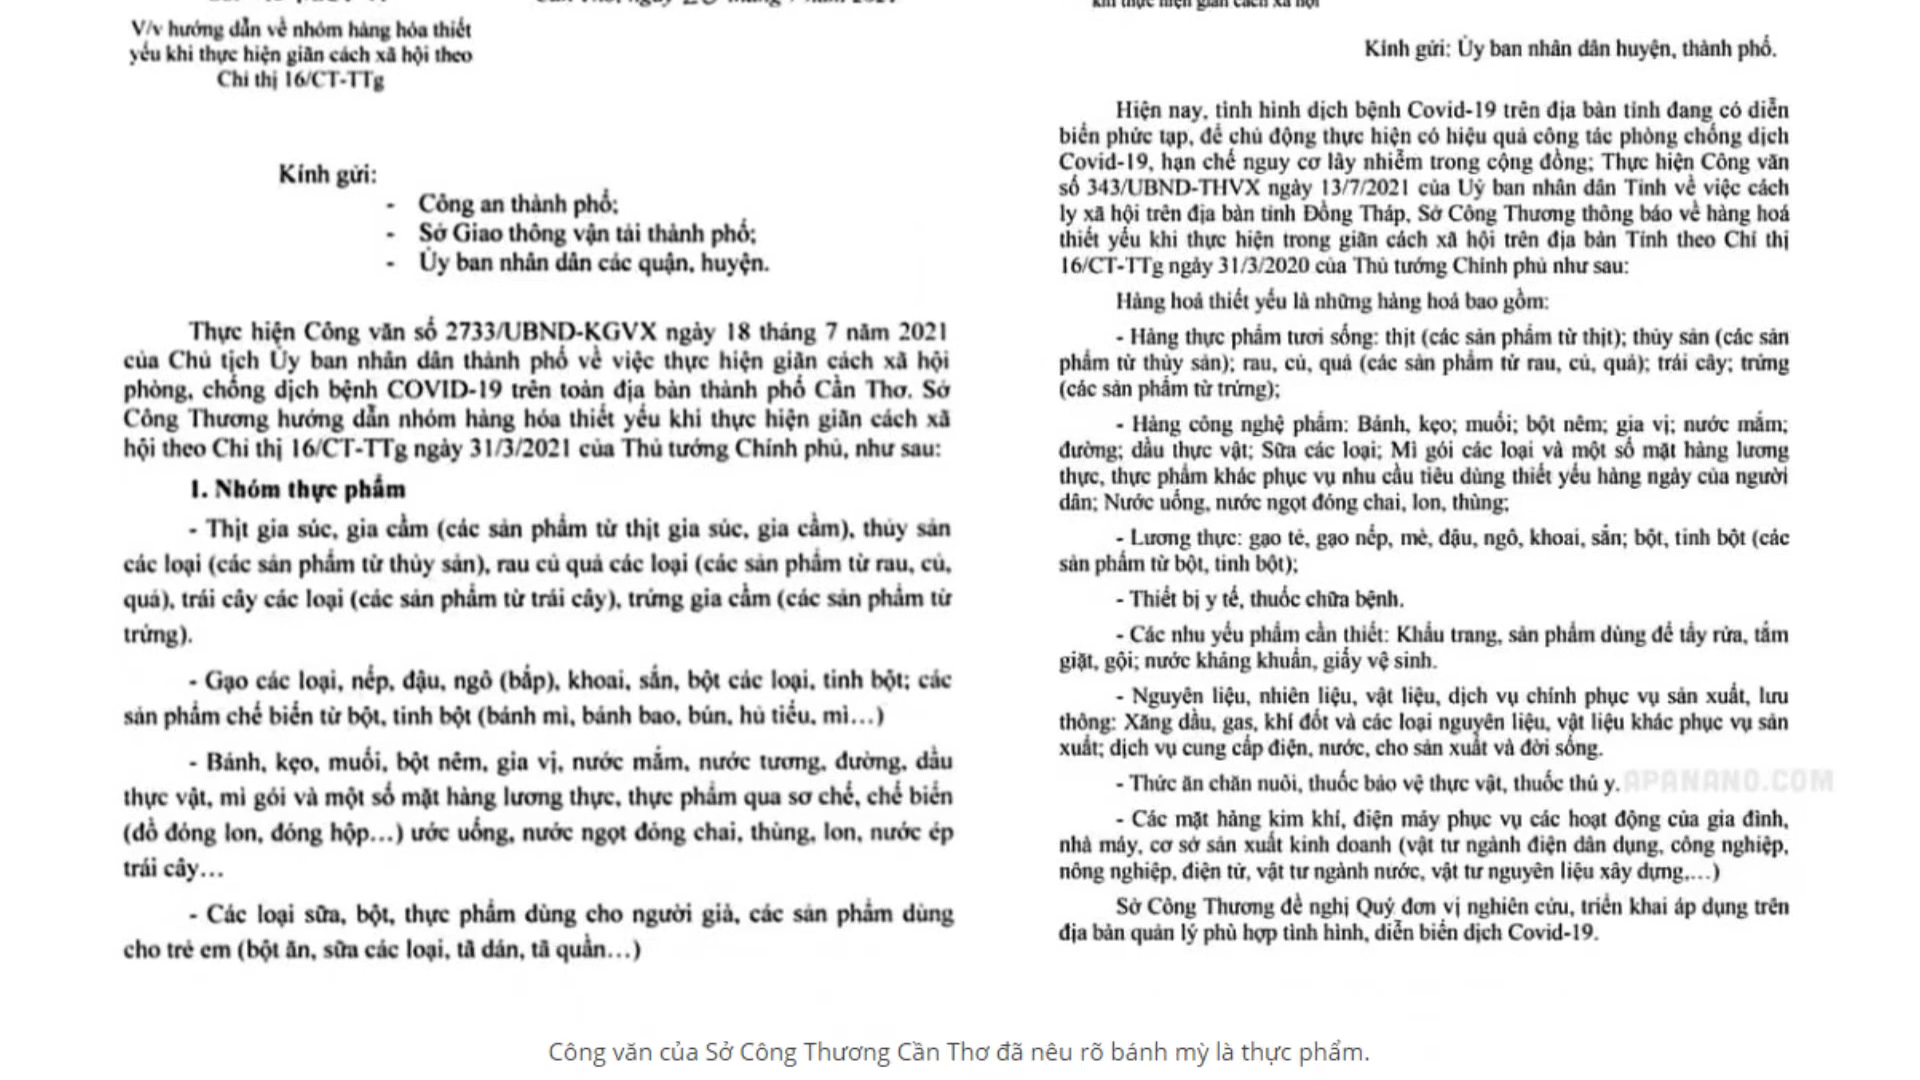 V/v hướng dẫn về nhóm hàng hóa thiết
yếu khi thực hiện giãn cách xã hội theo
Chỉ thị 16/CT-TTg
Kính gửi:
- Công an thành phố;
- Sở Giao thông vận tải thành phố;
- Ủy ban nhân dân các quận, huyện.
Thực hiện Công văn số 2733/UBND-KGVX ngày 18 tháng 7 năm 2021
của Chủ tịch Ủy ban nhân dân thành phố về việc thực hiện giãn cách xã hội
phòng, chống dịch bệnh COVID-19 trên toàn địa bàn thành phố Cần Thơ. Sở
Công Thương hướng dẫn nhóm hàng hóa thiết yếu khi thực hiện giãn cách xã
hội theo Chỉ thị 16/CT-TTg ngày 31/3/2021 của Thủ tướng Chính phủ, như sau:
1. Nhóm thực phẩm
- Thịt gia súc, gia cầm (các sản phẩm từ thịt gia súc, gia cầm), thủy sản
các loại (các sản phẩm từ thủy sản), rau củ quả các loại (các sản phẩm từ rau, củ,
quả), trái cây các loại (các sản phẩm từ trái cây), trứng gia cầm (các sản phẩm từ
trứng).
- Gạo các loại, nếp, đậu, ngô (bắp), khoai, sắn, bột các loại, tinh bột; các
sản phẩm chế biến từ bột, tinh bột (bánh mì, bánh bao, bún, hủ tiếu, mì...)
- Bánh, kẹo, muối, bột nêm, gia vị, nước mắm, nước tương, đường, dầu
thực vật, mì gói và một số mặt hàng lương thực, thực phẩm qua sơ chế, chế biến
(đồ đóng lon, đóng hộp...) ước uống, nước ngọt đóng chai, thùng, lon, nước ép
trái cây...
- Các loại sữa, bột, thực phẩm dùng cho người già, các sản phẩm dùng
cho trẻ em (bột ăn, sữa các loại, tã dán, tã quần...)
khi thực hiện giãn cách xã hội
Kính gửi: Ủy ban nhân dân huyện, thành phố.
Hiện nay, tình hình dịch bệnh Covid-19 trên địa bàn tỉnh đang có diễn
biến phức tạp, để chủ động thực hiện có hiệu quả công tác phòng chống dịch
Covid-19, hạn chế nguy cơ lây nhiễm trong cộng đồng; Thực hiện Công văn
số 343/UBND-THVX ngày 13/7/2021 của Uỷ ban nhân dân Tỉnh về việc cách
ly xã hội trên địa bàn tỉnh Đồng Tháp, Sở Công Thương thông báo về hàng hoá
thiết yếu khi thực hiện trong giãn cách xã hội trên địa bàn Tỉnh theo Chỉ thị
16/CT-TTg ngày 31/3/2020 của Thủ tướng Chính phủ như sau:
Hàng hoá thiết yếu là những hàng hoá bao gồm:
- Hàng thực phẩm tươi sống: thịt (các sản phẩm từ thịt); thủy sản (các sản
phẩm từ thủy sản); rau, củ, quả (các sản phẩm từ rau, củ, quả); trái cây; trứng
(các sản phẩm từ trứng);
- Hàng công nghệ phẩm: Bánh, kẹo; muối; bột nêm; gia vị; nước mắm;
đường; dầu thực vật; Sữa các loại; Mì gói các loại và một số mặt hàng lương
thực, thực phẩm khác phục vụ nhu cầu tiêu dùng thiết yếu hàng ngày của người
dân; Nước uống, nước ngọt đóng chai, lon, thùng;
- Lương thực: gạo tẻ, gạo nếp, mè, đậu, ngô, khoai, sắn; bột, tinh bột (các
sản phẩm từ bột, tinh bột);
- Thiết bị y tế, thuốc chữa bệnh.
- Các nhu yếu phẩm cần thiết: Khẩu trang, sản phẩm dùng để tẩy rửa, tắm
giặt, gội; nước kháng khuẩn, giấy vệ sinh.
- Nguyên liệu, nhiên liệu, vật liệu, dịch vụ chính phục vụ sản xuất, lưu
thông: Xăng dầu, gas, khí đốt và các loại nguyên liệu, vật liệu khác phục vụ sản
xuất; dịch vụ cung cấp điện, nước, cho sản xuất và đời sống.
- Thức ăn chăn nuôi, thuốc bảo vệ thực vật, thuốc thú y.
APANANO.COM
- Các mặt hàng kim khí, điện máy phục vụ các hoạt động của gia đình,
nhà máy, cơ sở sản xuất kinh doanh (vật tư ngành điện dân dụng, công nghiệp,
nông nghiệp, điện tử, vật tư ngành nước, vật tư nguyên liệu xây dựng,...)
Sở Công Thương đề nghị Quý đơn vị nghiên cứu, triển khai áp dụng trên
địa bàn quản lý phù hợp tình hình, diễn biến dịch Covid-19.
Công văn của Sở Công Thương Cần Thơ đã nêu rõ bánh mỳ là thực phẩm.